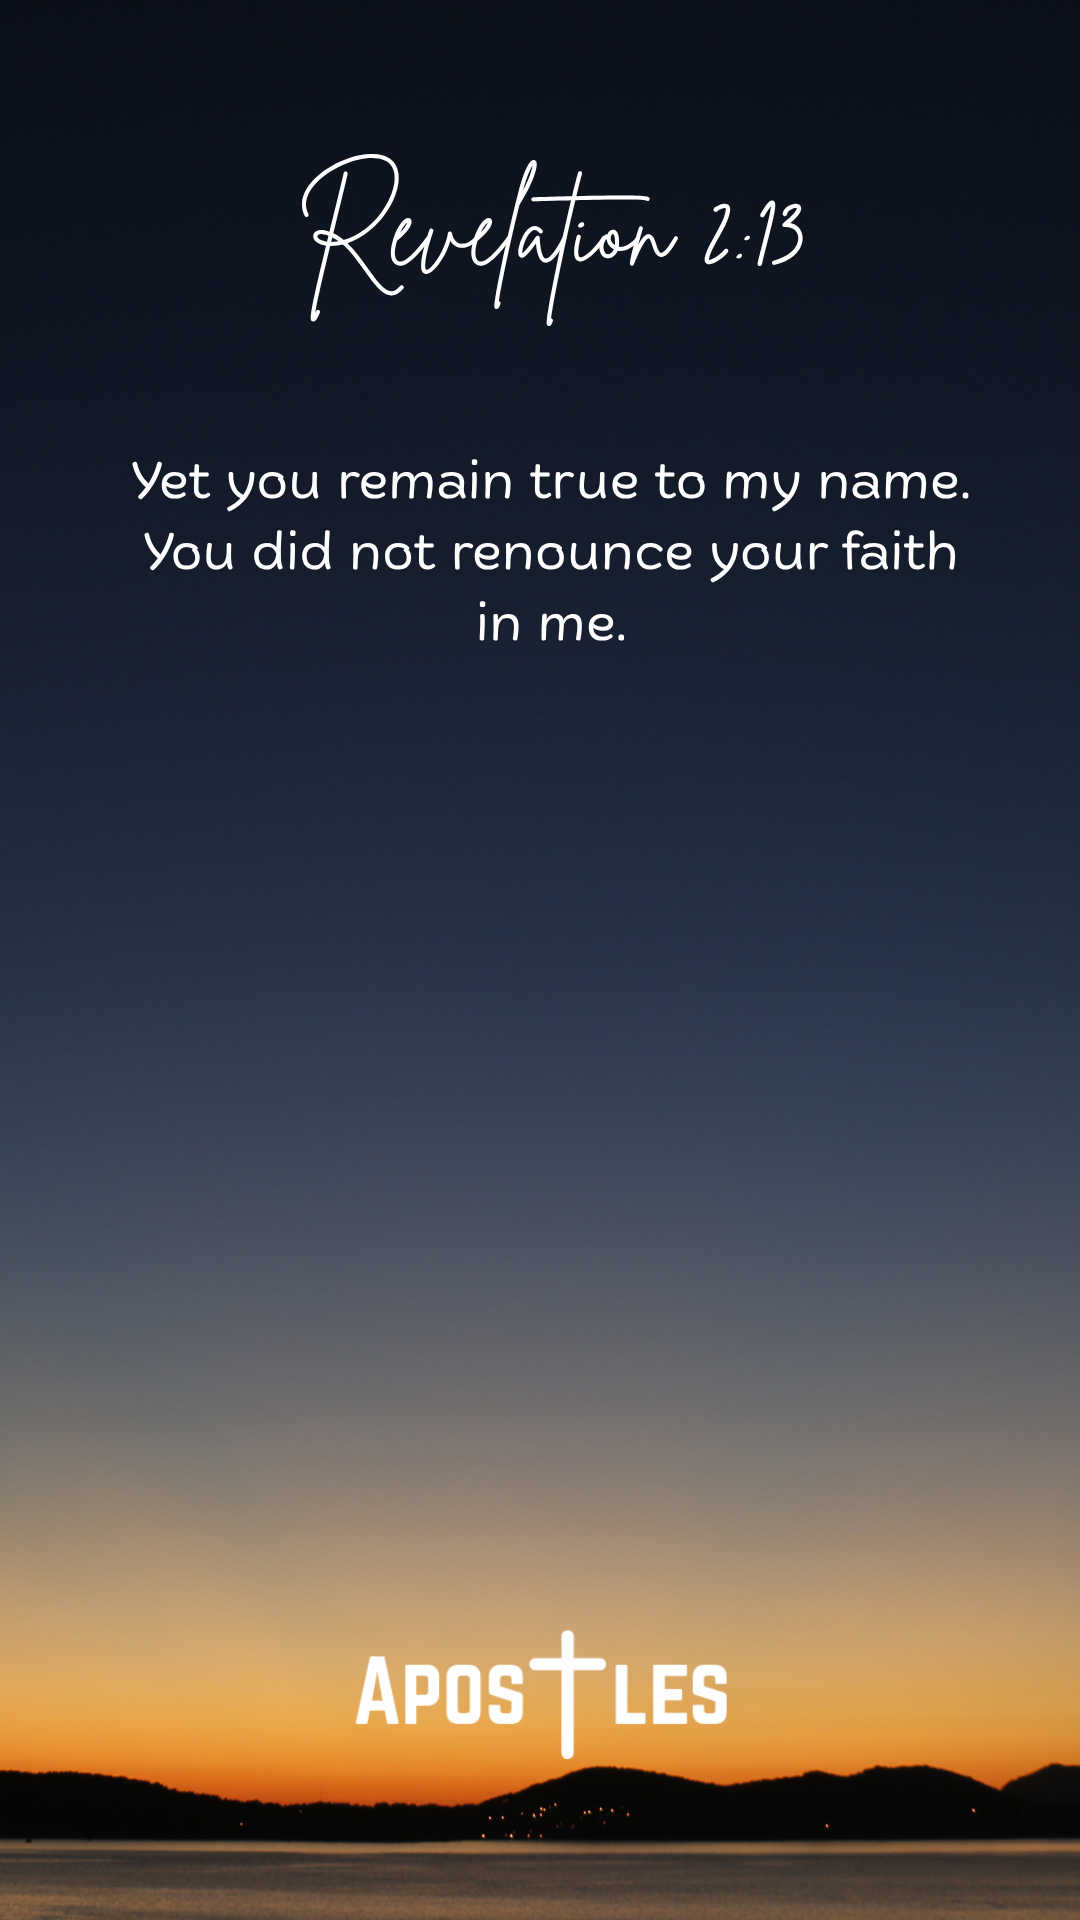 Revelation 2:13
Yet you remain true to my name.
You did not renounce your faith
in me.
APOSTLES